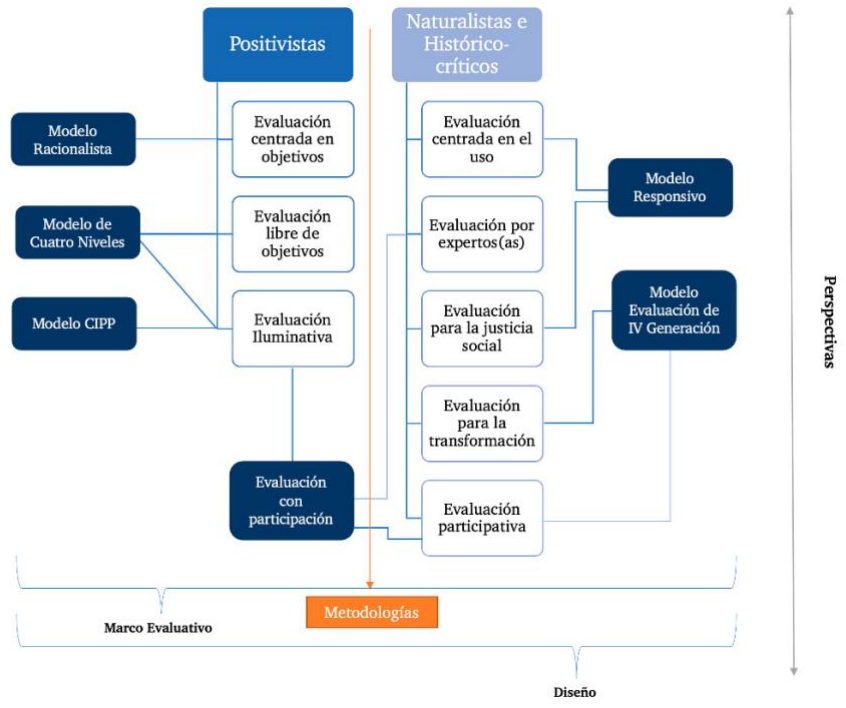 Positivistas
Naturalistas e
Histórico-
críticos
Modelo
Racionalista
Evaluación
centrada en
objetivos
Evaluación
centrada en el
uso
Modelo
Responsivo
Modelo de
Cuatro Niveles
Evaluación
libre de
objetivos
Evaluación por
expertos(as)
Modelo CIPP
Evaluación
Iluminativa
Evaluación
para la justicia
social
Modelo
Evaluación de
IV Generación
Evaluación
para la
transformación
Evaluación
con
participación
Evaluación
participativa
Perspectivas
Metodologías
Marco Evaluativo
Diseño